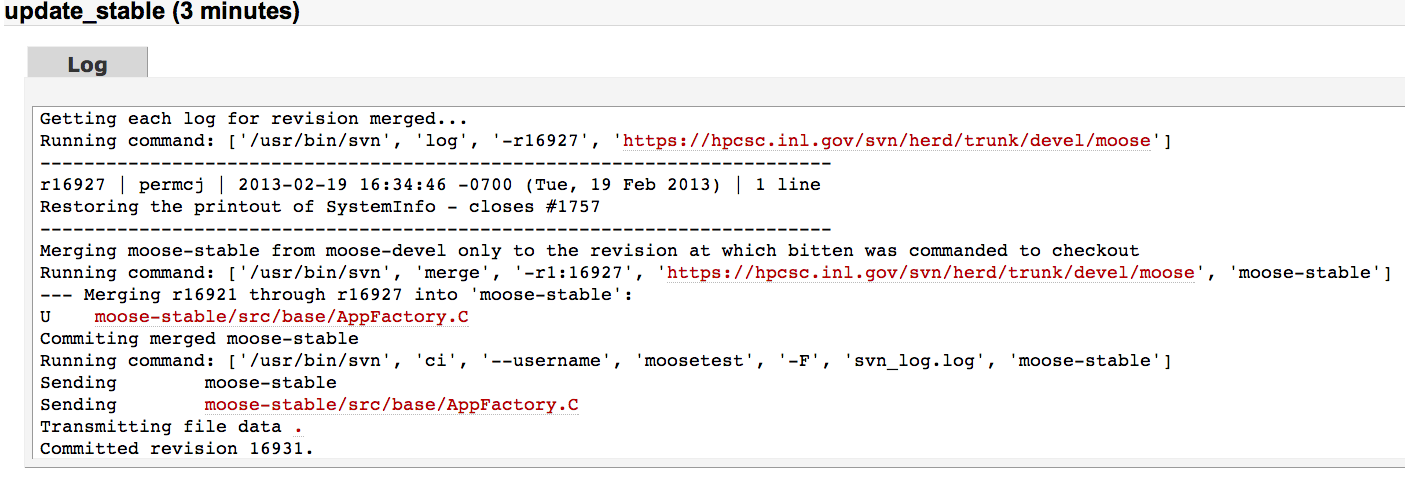 update_stable (3 minutes)
Log
Getting each log for revision merged...
Running command: ['/usr/bin/svn', 'log', '-r16927', 'https://hpcsc.inl.gov/svn/herd/trunk/devel/moose']
------------------------------------------------------------------------
r16927 | permcj | 2013-02-19 16:34:46 -0700 (Tue, 19 Feb 2013) | 1 line
Restoring the printout of SystemInfo - closes #1757
------------------------------------------------------------------------
Merging moose-stable from moose-devel only to the revision at which bitten was commanded to checkout
Running command: ['/usr/bin/svn', 'merge', '-r1:16927', 'https://hpcsc.inl.gov/svn/herd/trunk/devel/moose', 'moose-stable']
--- Merging r16921 through r16927 into 'moose-stable':
U    moose-stable/src/base/AppFactory.C
Commiting merged moose-stable
Running command: ['/usr/bin/svn', 'ci', '--username', 'moosetest', '-F', 'svn_log.log', 'moose-stable']
Sending        moose-stable
Sending        moose-stable/src/base/AppFactory.C
Transmitting file data .
Committed revision 16931.